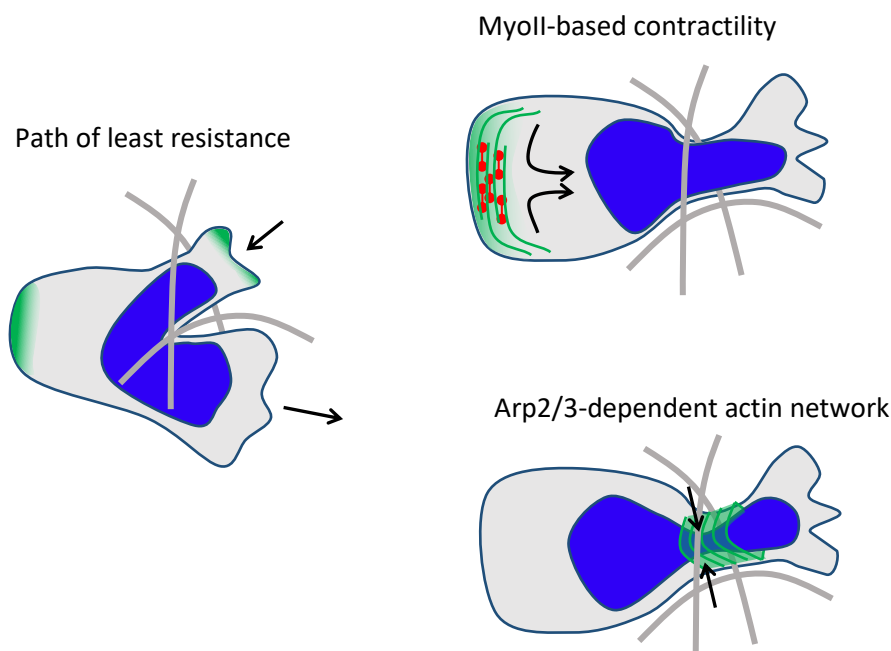 MyoII-based contractility
Path of least resistance
Arp2/3-dependent actin network